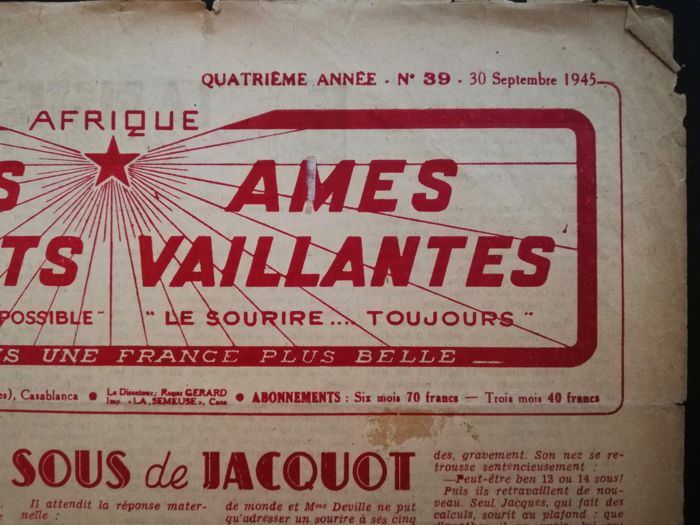 QUATRIÈME ANNÉE - N° 39 - 30 Septembre 1945
AFRIQUE
S AMES
TS VAILLANTES
POSSIBLE" " LE SOURIRE.... TOUJOURS "
S UNE FRANCE PLUS BELLE
es), Casablanca • Le Directeur: Roger GERARD
Imp. «LA SEMEUSE», Casa • ABONNEMENTS : Six mois 70 francs — Trois mois 40 francs
SOUS de JACQUOT
Il attendit la réponse mater-
nelle :
de monde et Mme Deville ne put
qu'adresser un sourire à ses cinq
des, gravement. Son nez se re-
trousse sentencieusement :
—Peut-être ben 13 ou 14 sous!
Puis ils retravaillent de nou-
veau. Seul Jacques, qui fait des
calculs, sourit au plafond : que